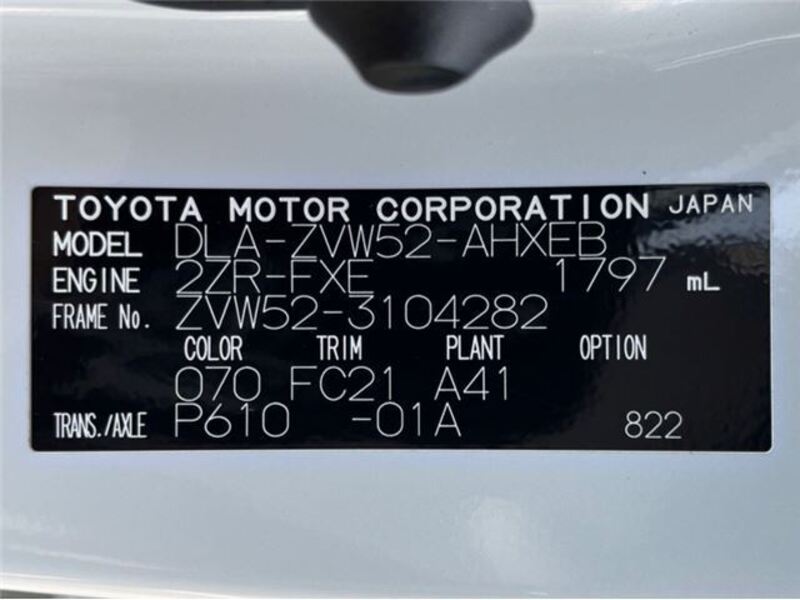 TOYOTA MOTOR CORPORATION JAPAN
MODEL DLA-ZVW52-AHXEB
ENGINE 2ZR-FXE 1797 mL
FRAME No. ZVW52-3104282
COLOR TRIM PLANT OPTION
070 FC21 A41
TRANS./AXLE P610 -01A 822